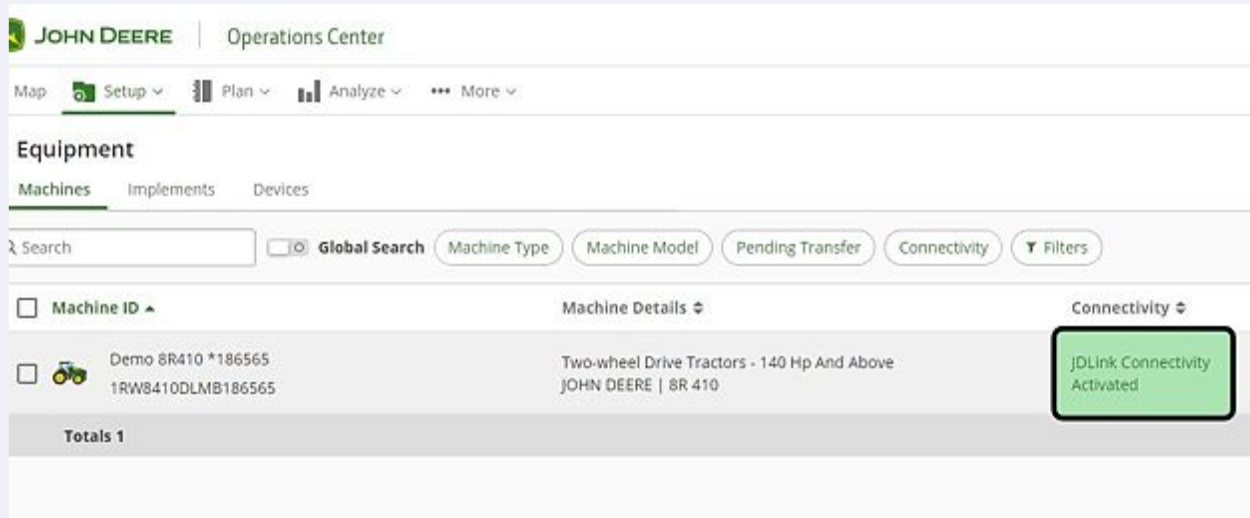 JOHN DEERE Operations Center
Map Setup Plan Analyze More
Equipment
Machines Implements Devices
Search Global Search Machine Type Machine Model Pending Transfer Connectivity Filters
Machine ID Machine Details Connectivity
Demo 8R410 *186565 Two-wheel Drive Tractors - 140 Hp And Above JDLink Connectivity
1RW8410DLMB186565 JOHN DEERE | 8R 410 Activated
Totals 1